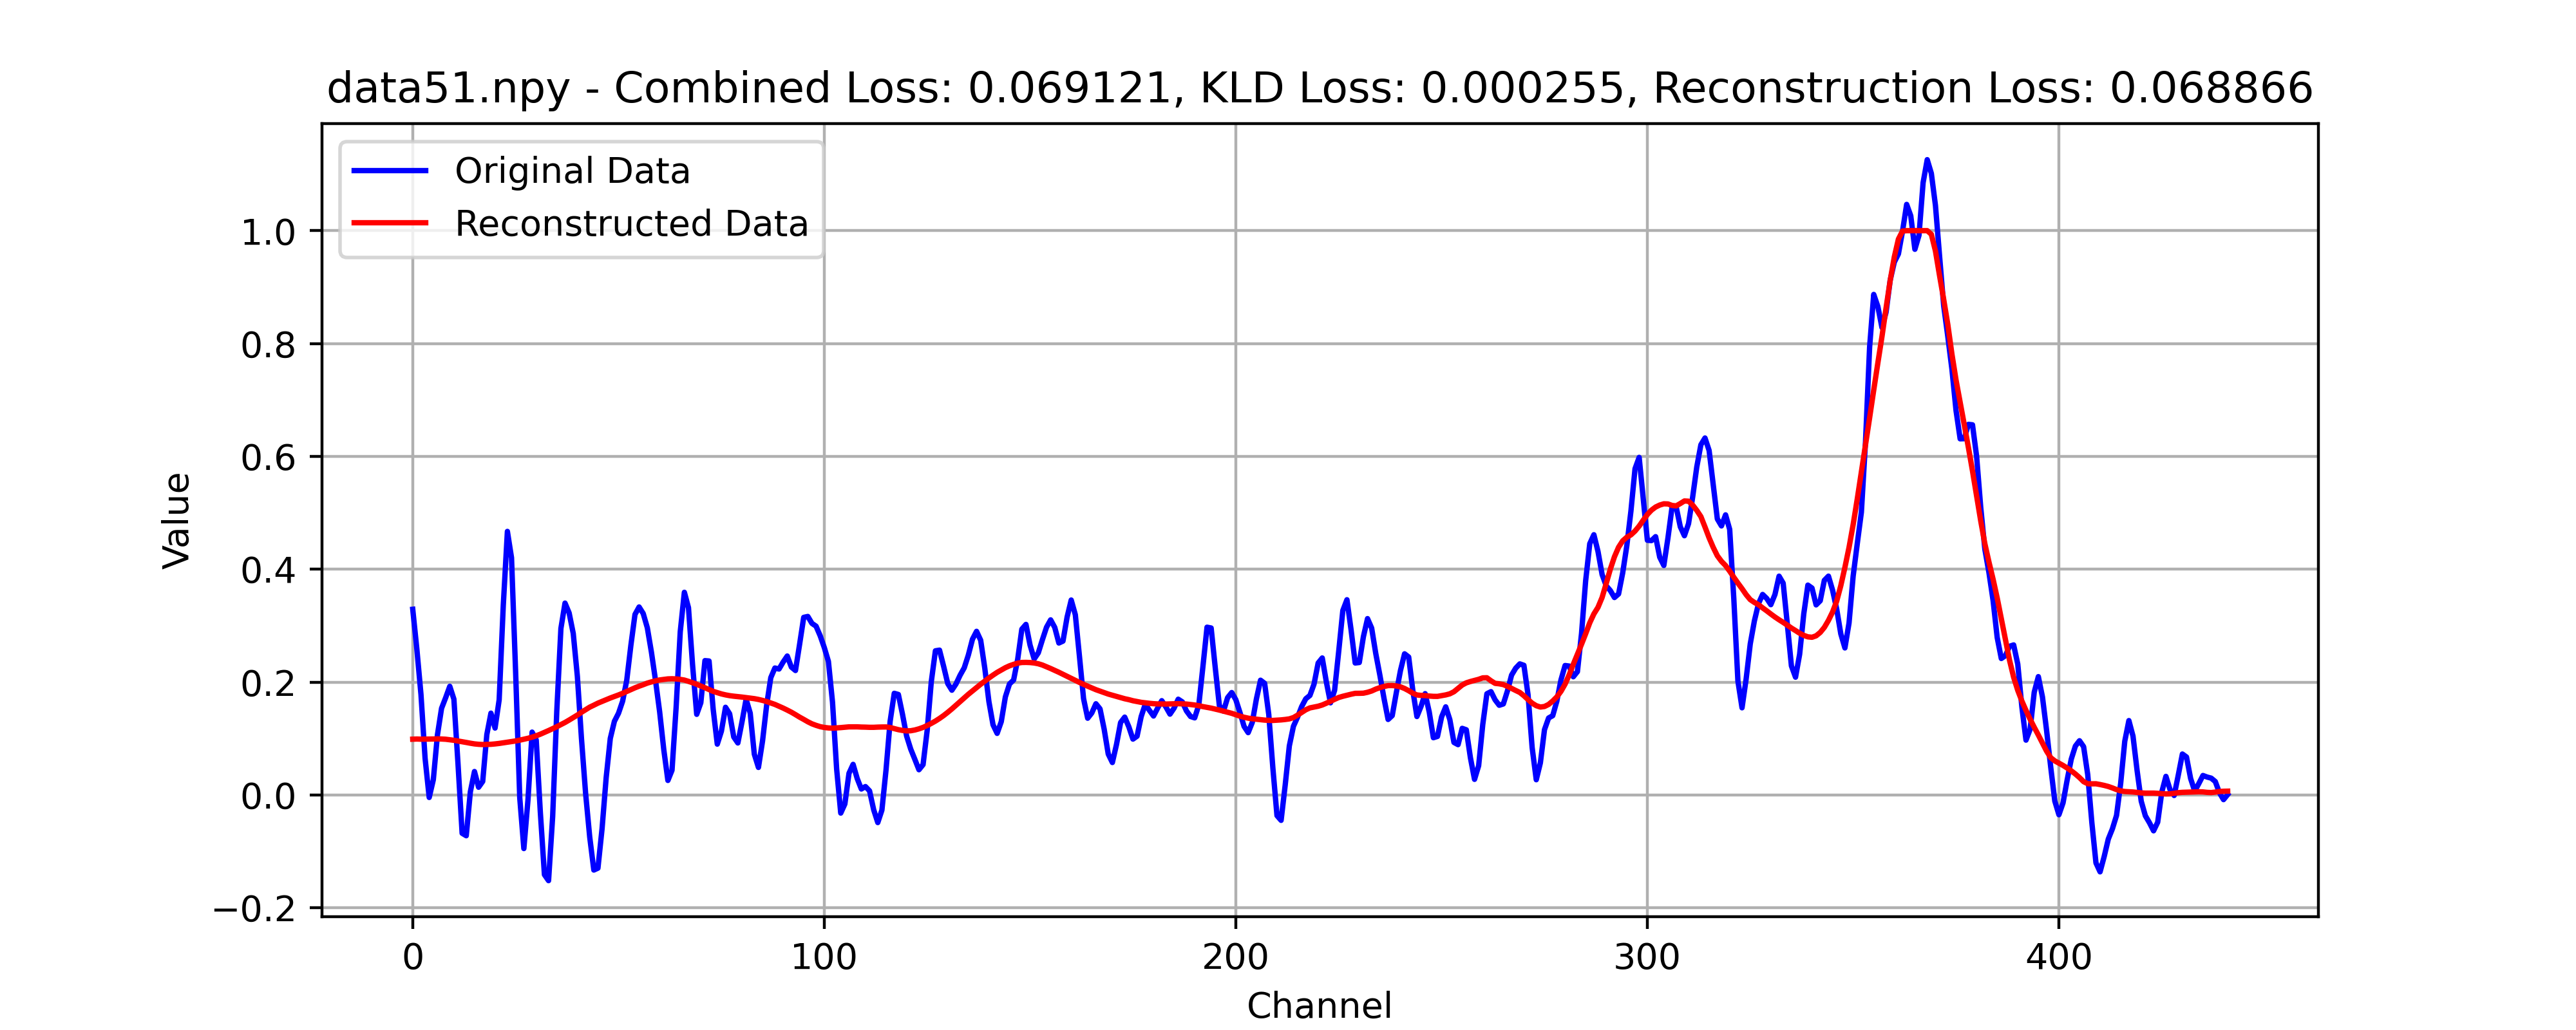 data51.npy - Combined Loss: 0.069121, KLD Loss: 0.000255, Reconstruction Loss: 0.068866
Original Data
Reconstructed Data
1.0
0.8
0.6
0.4
0.2
0.0
−0.2
Value
0 100 200 300 400
Channel